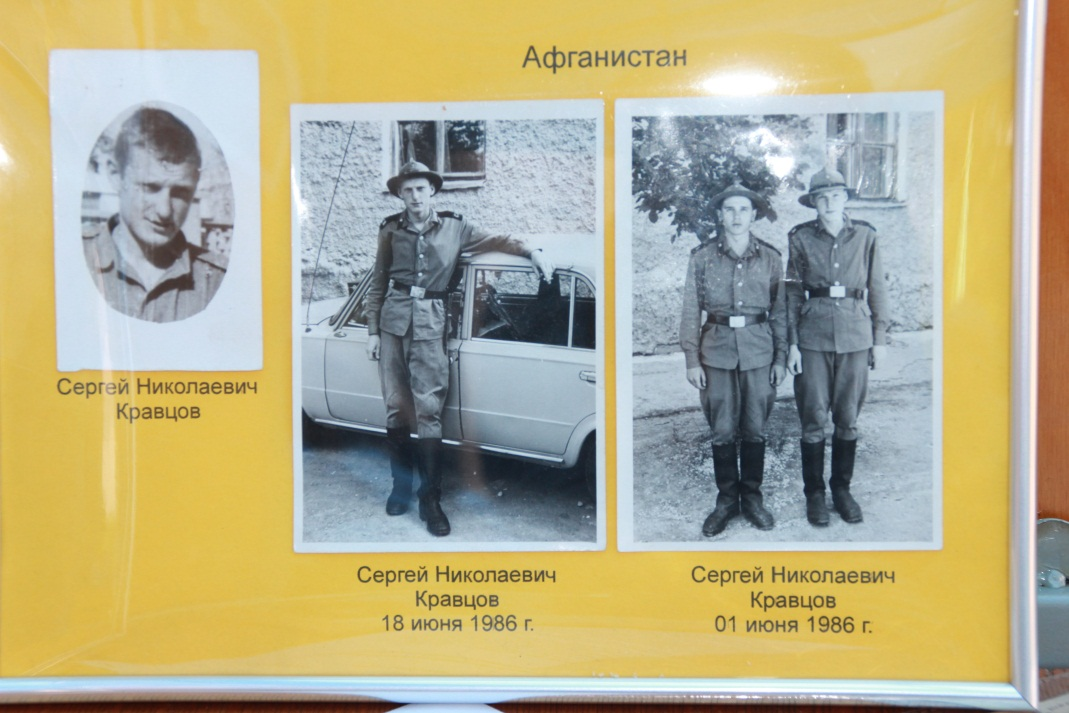 Афганистан
Сергей Николаевич
Кравцов
Сергей Николаевич
Кравцов
18 июня 1986 г.
Сергей Николаевич
Кравцов
01 июня 1986 г.